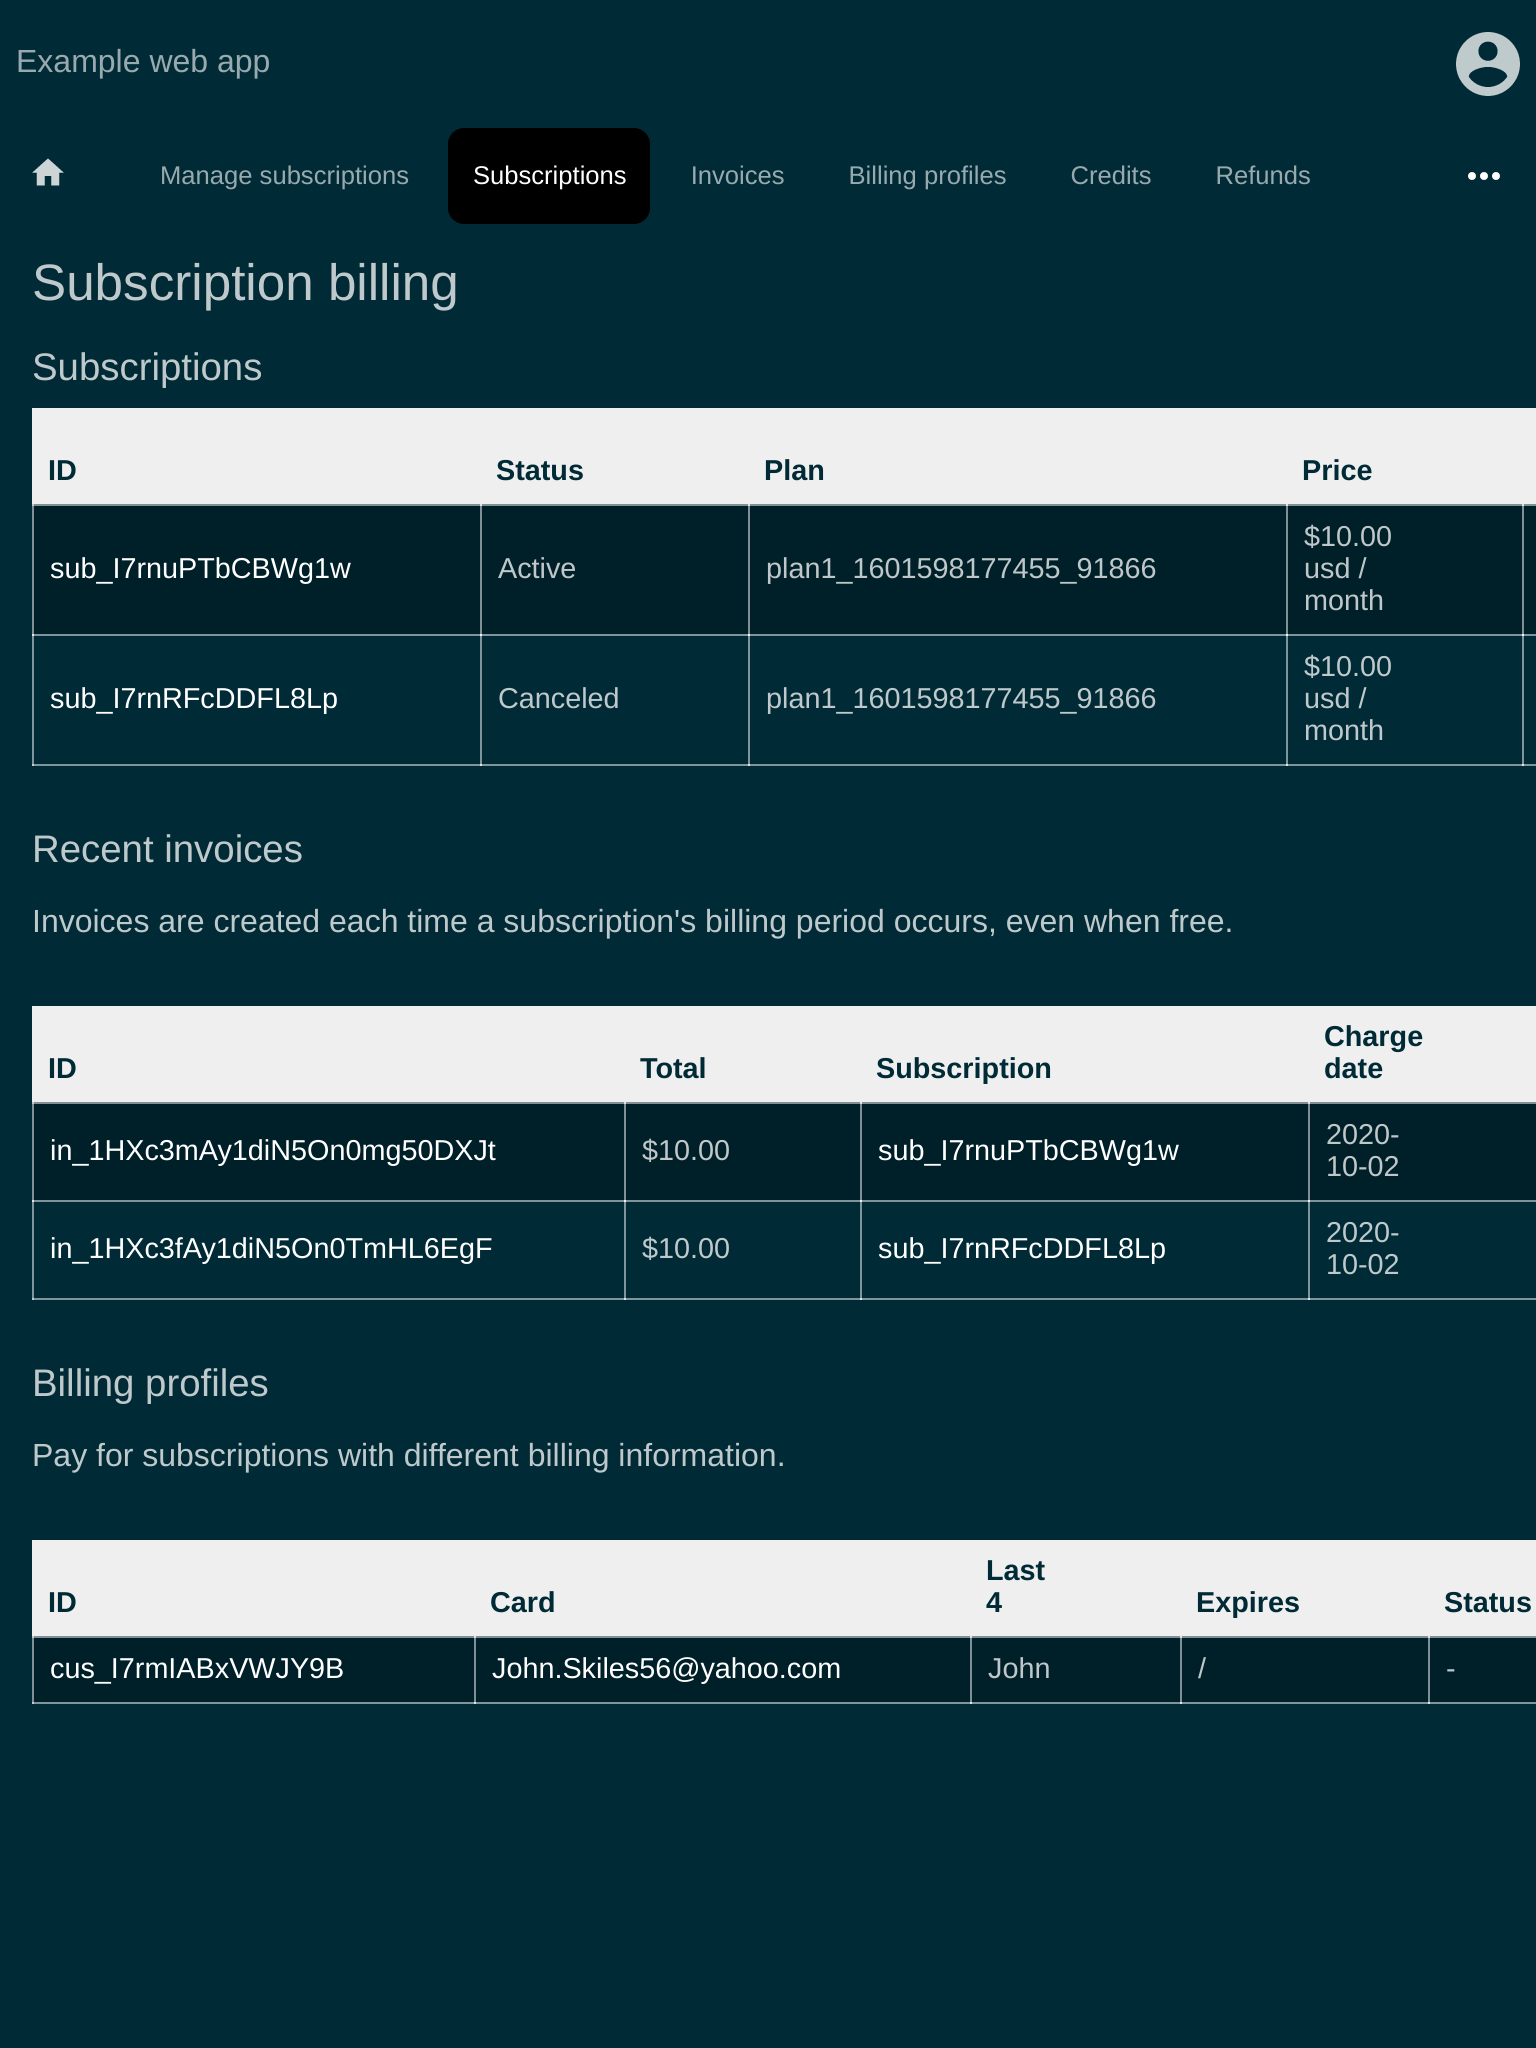 Example web app
Manage subscriptions Subscriptions Invoices Billing profiles Credits Refunds
Subscription billing
Subscriptions
ID Status Plan Price
sub_I7rnuPTbCBWg1w Active plan1_1601598177455_91866 $10.00
usd /
month
sub_I7rnRFcDDFL8Lp Canceled plan1_1601598177455_91866 $10.00
usd /
month
Recent invoices
Invoices are created each time a subscription's billing period occurs, even when free.
ID Total Subscription Charge
date
in_1HXc3mAy1diN5On0mg50DXJt $10.00 sub_I7rnuPTbCBWg1w 2020-
10-02
in_1HXc3fAy1diN5On0TmHL6EgF $10.00 sub_I7rnRFcDDFL8Lp 2020-
10-02
Billing profiles
Pay for subscriptions with different billing information.
ID Card Last
4 Expires Status
cus_I7rmIABxVWJY9B John.Skiles56@yahoo.com John / -